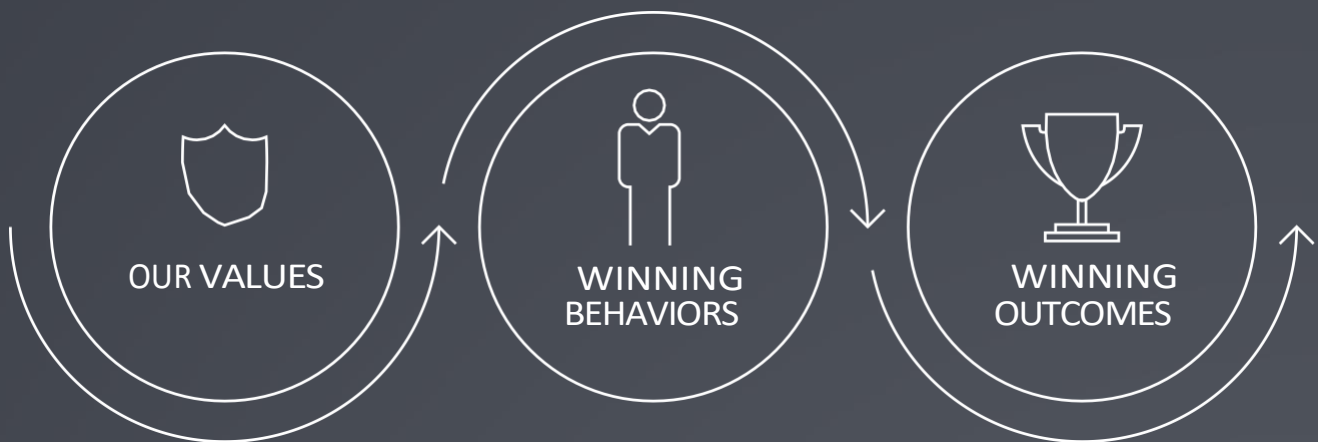 OUR VALUES
WINNING
BEHAVIORS
WINNING
OUTCOMES